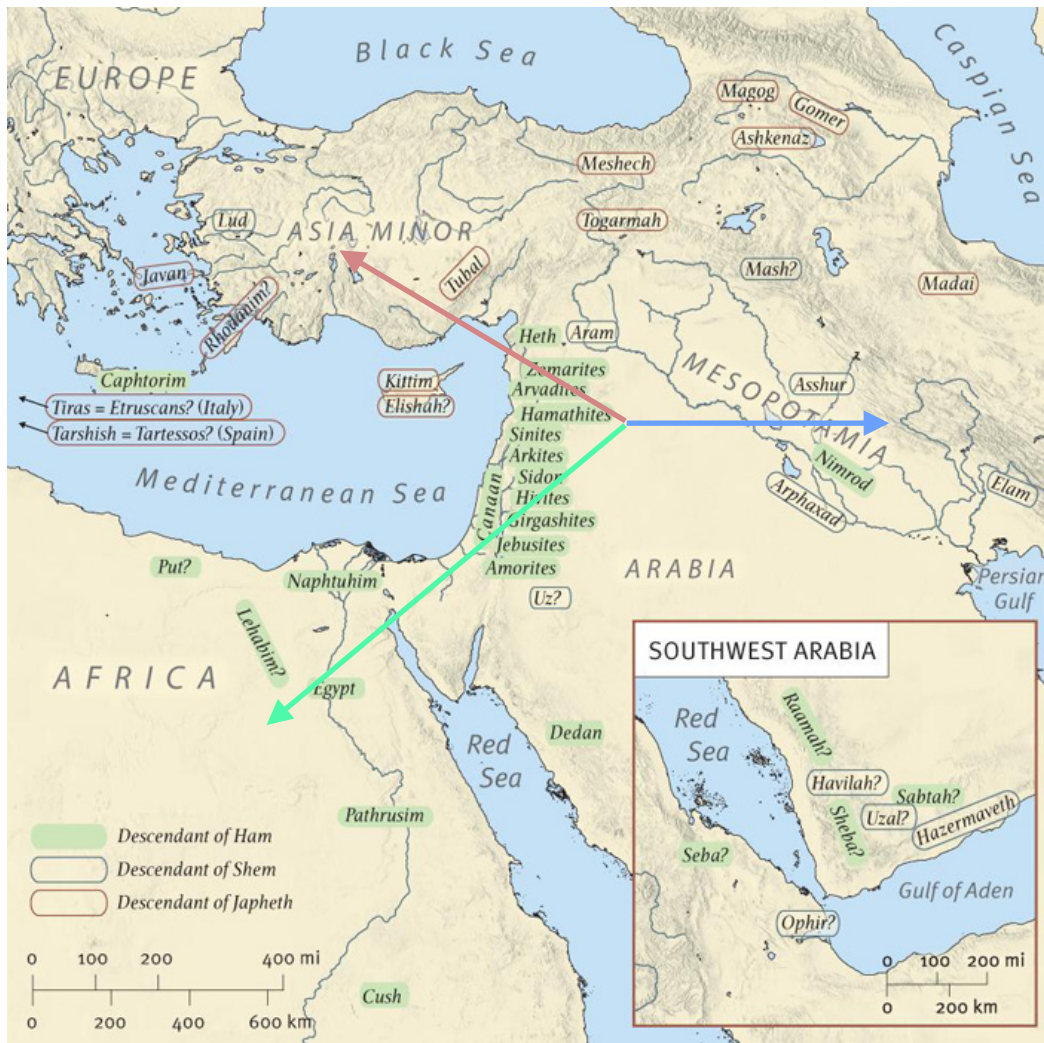 Black Sea
EUROPE
Caspian Sea
Magog
Gomer
Ashkenaz
Meshech
Togarmah
Lud
ASIA MINOR
Mash?
Javan
Tubal
Madai
Rhodanim?
Heth
Aram
Caphtorim
Kittim
Zemarites
MESOPOTAMIA
Asshur
Elishah?
Arvadites
Tiras = Etruscans? (Italy)
Hamathites
Tarshish = Tartessos? (Spain)
Sinites
Arkites
Nimrod
Mediterranean Sea
Sidon
Elam
Canaan
Hivites
Arphaxad
Girgashites
Jebusites
Put?
Naphtuhim
Amorites
ARABIA
Persian
Gulf
Uz?
Lehabim?
AFRICA
Egypt
Dedan
Red
Sea
Pathrusim
Cush
SOUTHWEST ARABIA
Red
Sea
Raamah?
Havilah?
Sabtah?
Uzal?
Hazermaveth
Sheba?
Seba?
Gulf of Aden
Ophir?
0 100 200 mi
0 200 km
Descendant of Ham
Descendant of Shem
Descendant of Japheth
0 100 200 400 mi
0 200 400 600 km